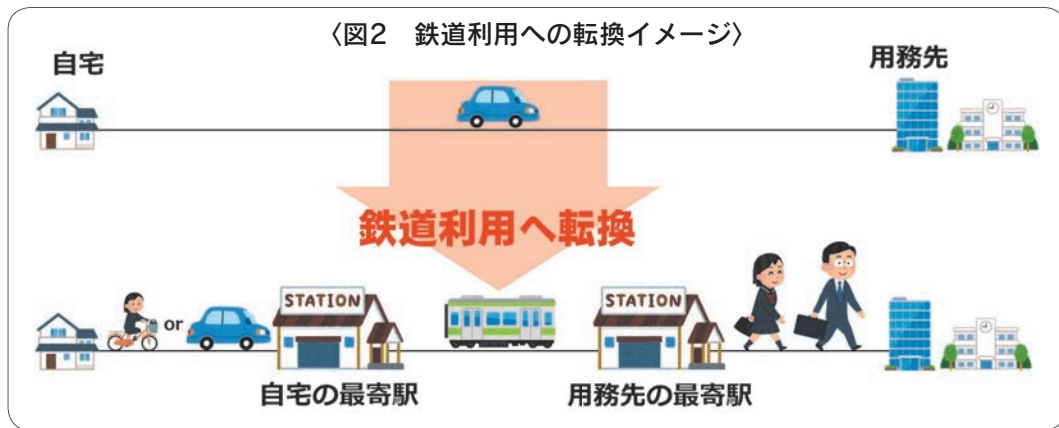 〈図2　鉄道利用への転換イメージ〉
自宅
用務先
鉄道利用へ転換
or
STATION
STATION
自宅の最寄駅
用務先の最寄駅